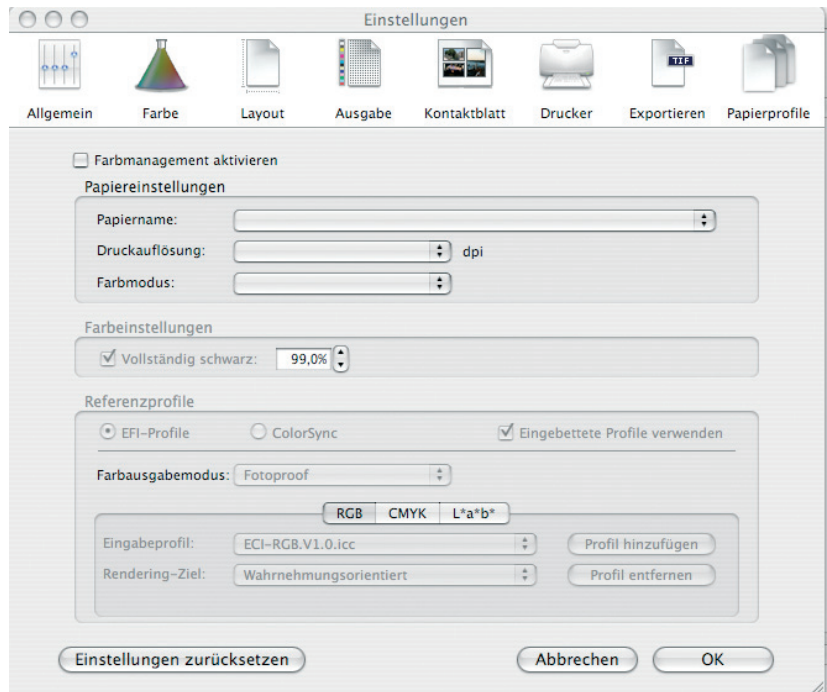 Einstellungen
TIF
Allgemein Farbe Layout Ausgabe Kontaktblatt Drucker Exportieren Papierprofile
Farbmanagement aktivieren
Papiereinstellungen
Papiername:
Druckauflösung: dpi
Farbmodus:
Farbeinstellungen
Vollständig schwarz: 99,0%
Referenzprofile
EFI-Profile ColorSync Eingebettete Profile verwenden
Farbausgabemodus: Fotoproof
RGB CMYK L*a*b*
Eingabeprofil: ECI-RGB.V1.0.icc Profil hinzufügen
Rendering-Ziel: Wahrnehmungsorientiert Profil entfernen
Einstellungen zurücksetzen Abbrechen OK